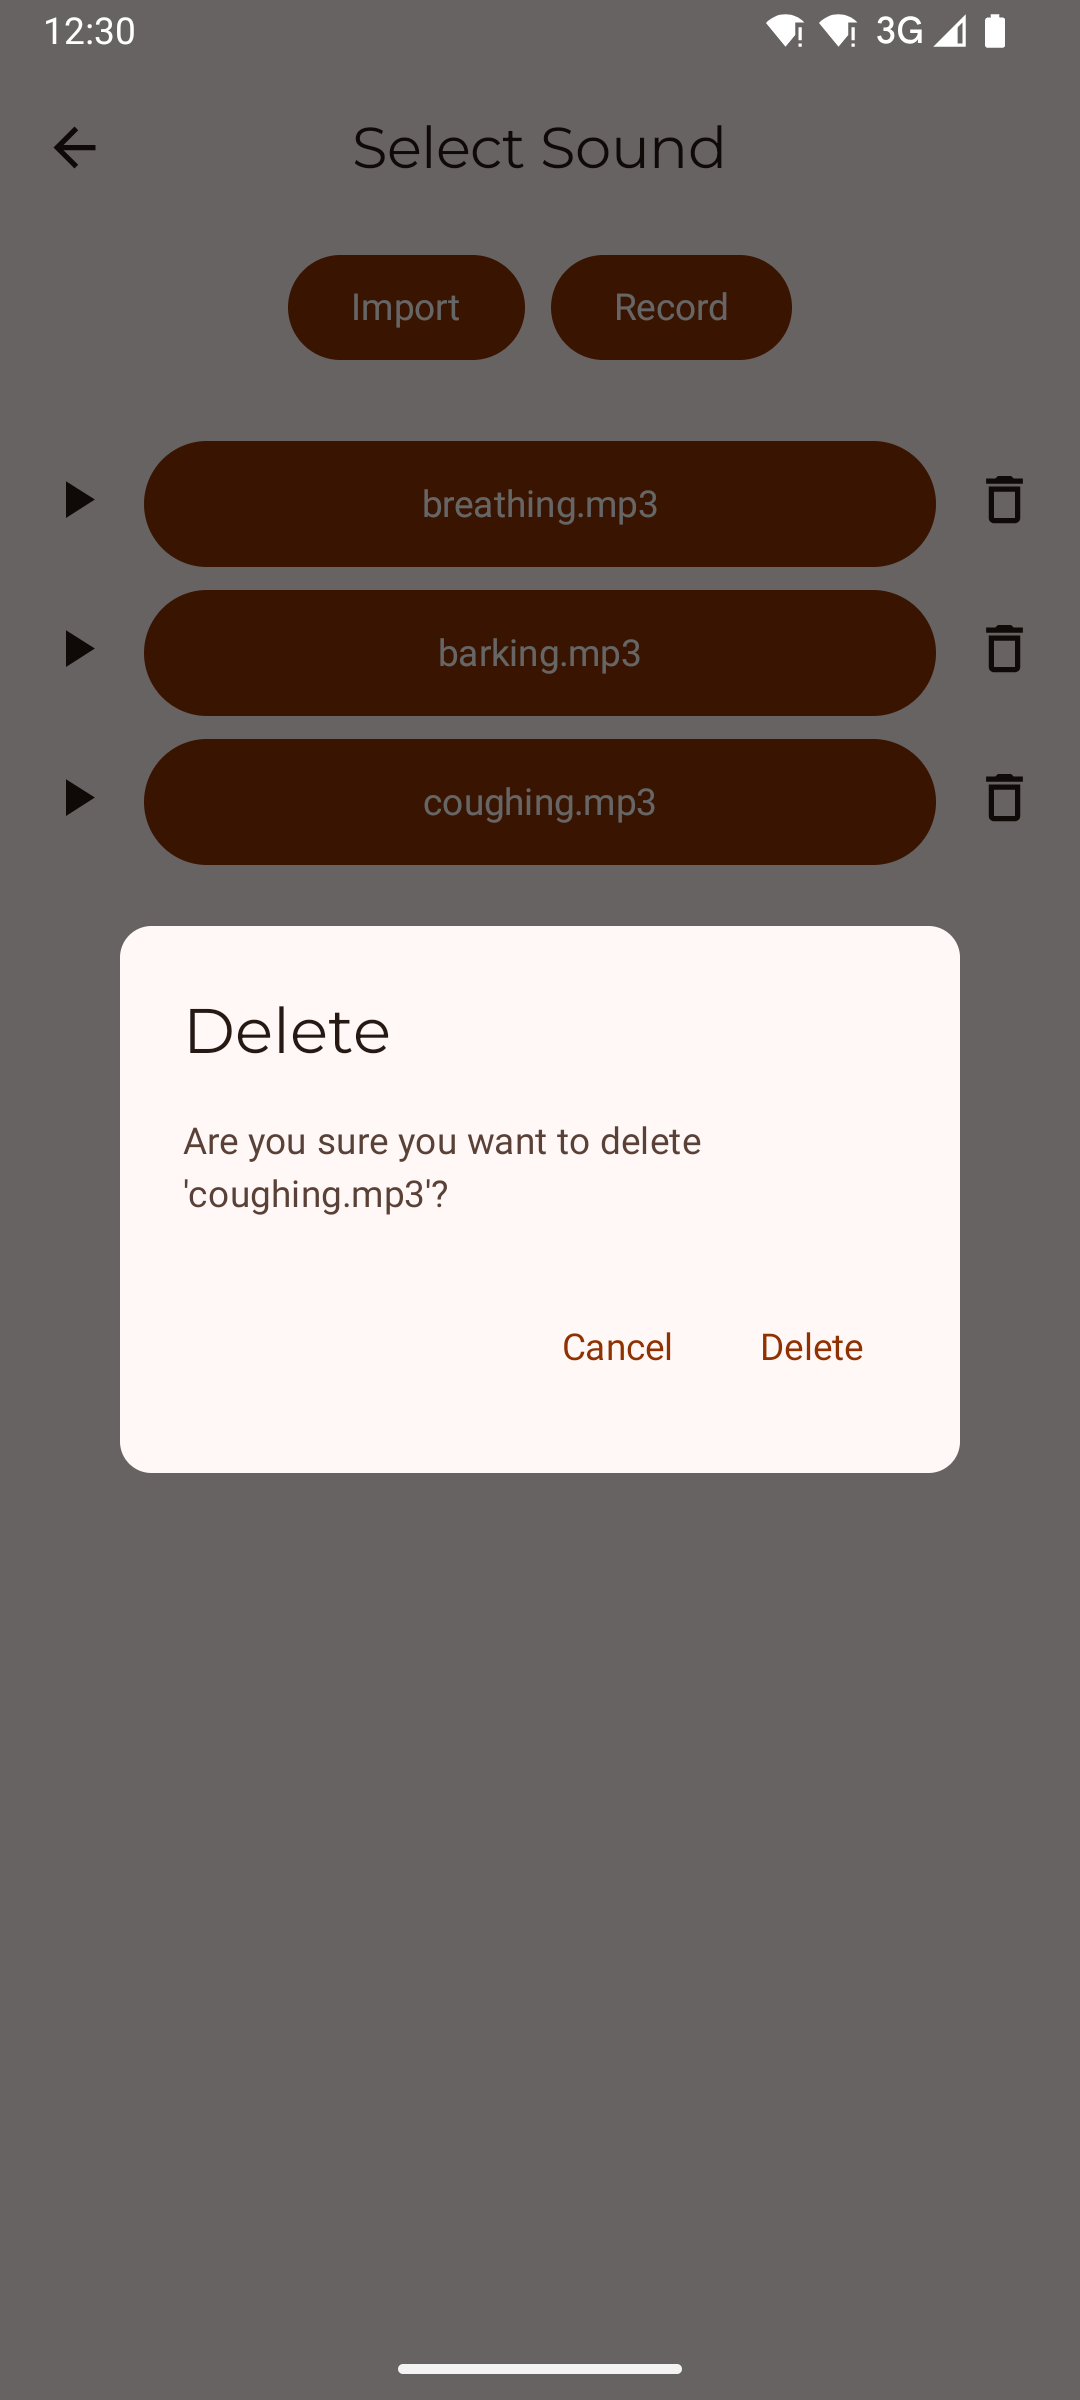 12:30
3G
Select Sound
Import
Record
breathing.mp3
barking.mp3
coughing.mp3
Delete
Are you sure you want to delete
'coughing.mp3'?
Cancel
Delete